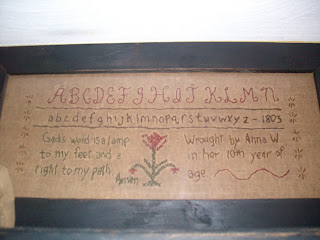 ABCDEFGHIJKLMN
abcdefghijklmnopqrstuvwxyz - 1803
Gods word is a lamp
to my feet and a
light to my path
Amen
Wrought by Anna W.
in her 10th year of
age